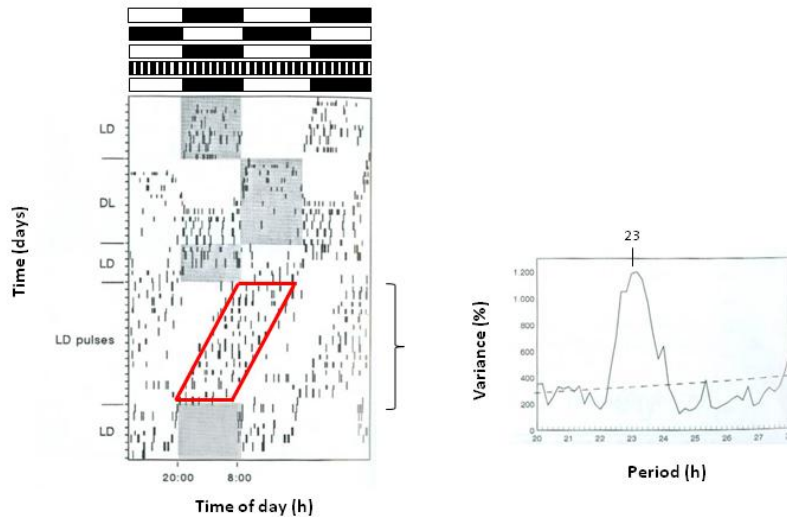 LD
DL
LD
LD pulses
LD
Time (days)
20:00 8:00
Time of day (h)
23
1.200
1.000
800
600
400
200
0
20 21 22 23 24 25 26 27
Variance (%)
Period (h)